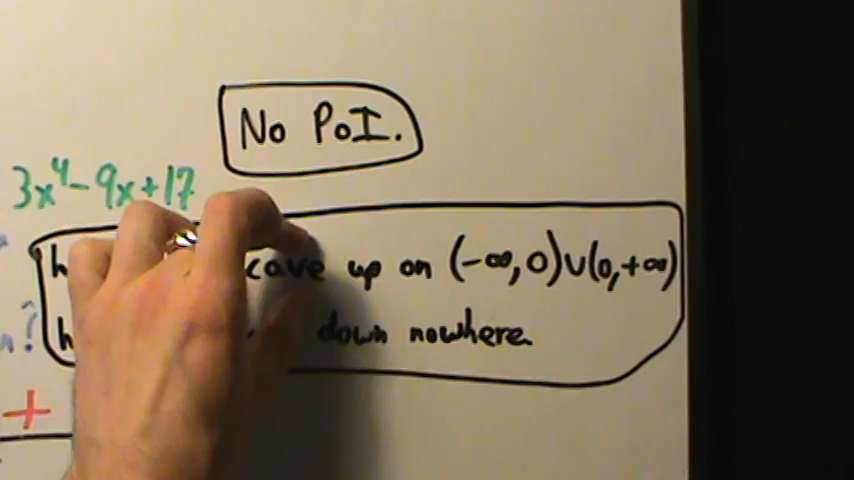 No PoI.
3x⁴-9x+17
h cave up on (-∞,0)∪(0,+∞)
n?
h down nowhere.
+